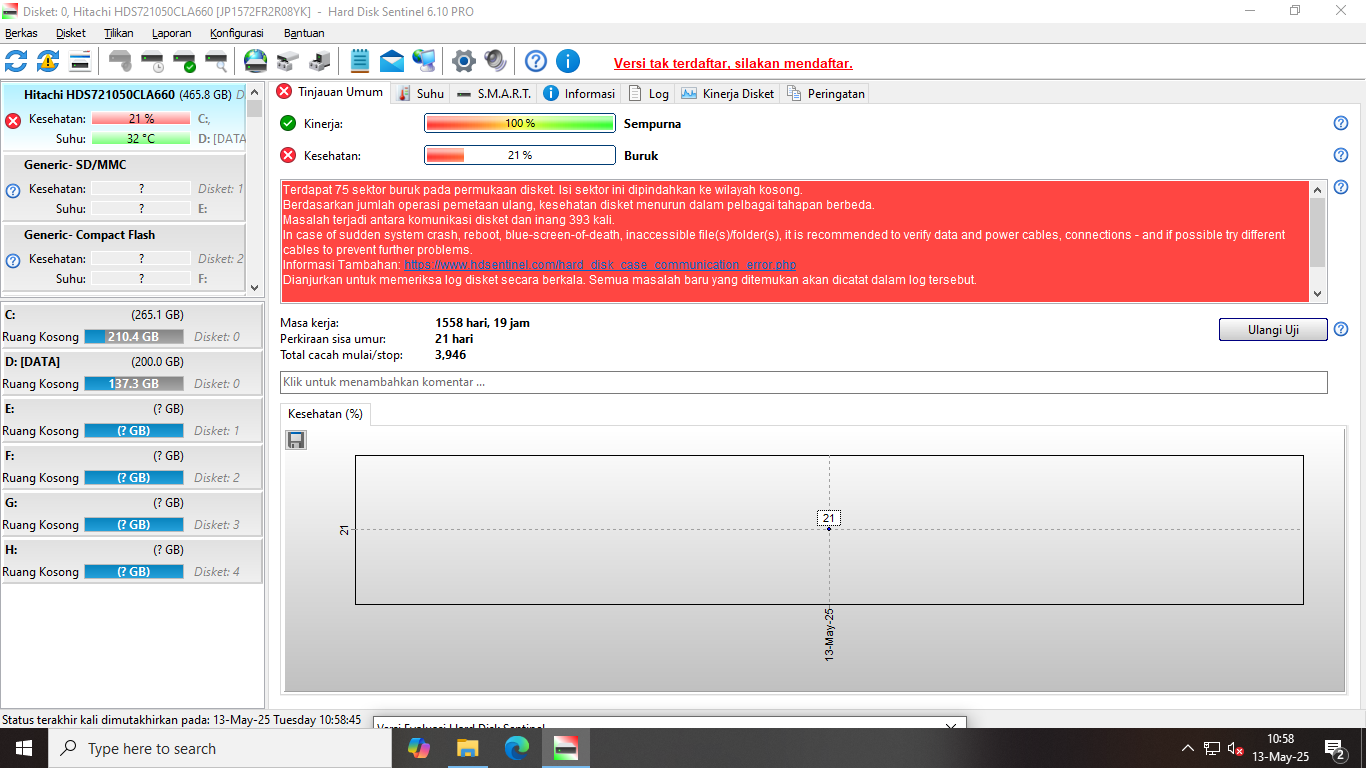 Disket: 0, Hitachi HDS721050CLA660 [JP1572FR2R08YK] - Hard Disk Sentinel 6.10 PRO
Berkas Disket Tilikan Laporan Konfigurasi Bantuan
Versi tak terdaftar, silakan mendaftar.
Hitachi HDS721050CLA660 (465.8 GB) D
Kesehatan: 21 % C:,
Suhu: 32 °C D: [DATA
Generic- SD/MMC
Kesehatan: ? Disket: 1
Suhu: ? E:
Generic- Compact Flash
Kesehatan: ? Disket: 2
Suhu: ? F:
C: (265.1 GB)
Ruang Kosong 210.4 GB Disket: 0
D: [DATA] (200.0 GB)
Ruang Kosong 137.3 GB Disket: 0
E: (? GB)
Ruang Kosong (? GB) Disket: 1
F: (? GB)
Ruang Kosong (? GB) Disket: 2
G: (? GB)
Ruang Kosong (? GB) Disket: 3
H: (? GB)
Ruang Kosong (? GB) Disket: 4
Tinjauan Umum Suhu S.M.A.R.T. Informasi Log Kinerja Disket Peringatan
Kinerja: 100 % Sempurna
Kesehatan: 21 % Buruk
Terdapat 75 sektor buruk pada permukaan disket. Isi sektor ini dipindahkan ke wilayah kosong.
Berdasarkan jumlah operasi pemetaan ulang, kesehatan disket menurun dalam pelbagai tahapan berbeda.
Masalah terjadi antara komunikasi disket dan inang 393 kali.
In case of sudden system crash, reboot, blue-screen-of-death, inaccessible file(s)/folder(s), it is recommended to verify data and power cables, connections - and if possible try different
cables to prevent further problems.
Informasi Tambahan: https://www.hdsentinel.com/hard_disk_case_communication_error.php
Dianjurkan untuk memeriksa log disket secara berkala. Semua masalah baru yang ditemukan akan dicatat dalam log tersebut.
Masa kerja: 1558 hari, 19 jam
Perkiraan sisa umur: 21 hari
Total cacah mulai/stop: 3,946
Ulangi Uji
Klik untuk menambahkan komentar ...
Kesehatan (%)
21
21
13-May-25
Status terakhir kali dimutakhirkan pada: 13-May-25 Tuesday 10:58:45
Versi Evaluasi Hard Disk Sentinel
Type here to search
10:58
13-May-25
2